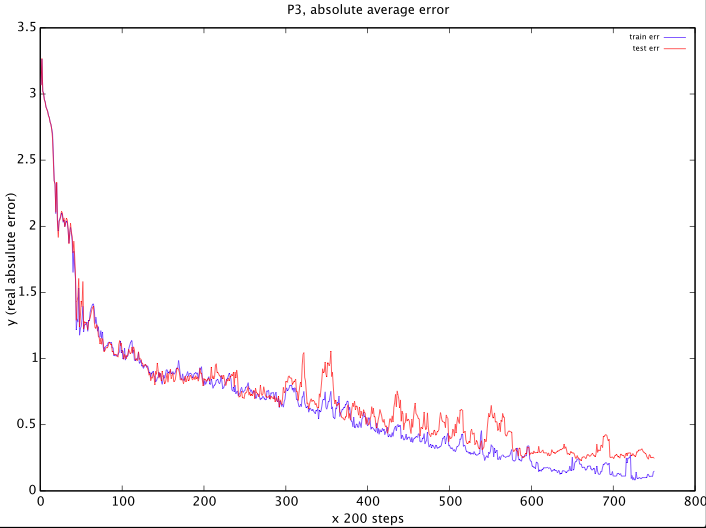 P3, absolute average error
3.5
3
2.5
2
1.5
1
0.5
0
train err
test err
y (real absulute error)
0 100 200 300 400 500 600 700 800
x 200 steps